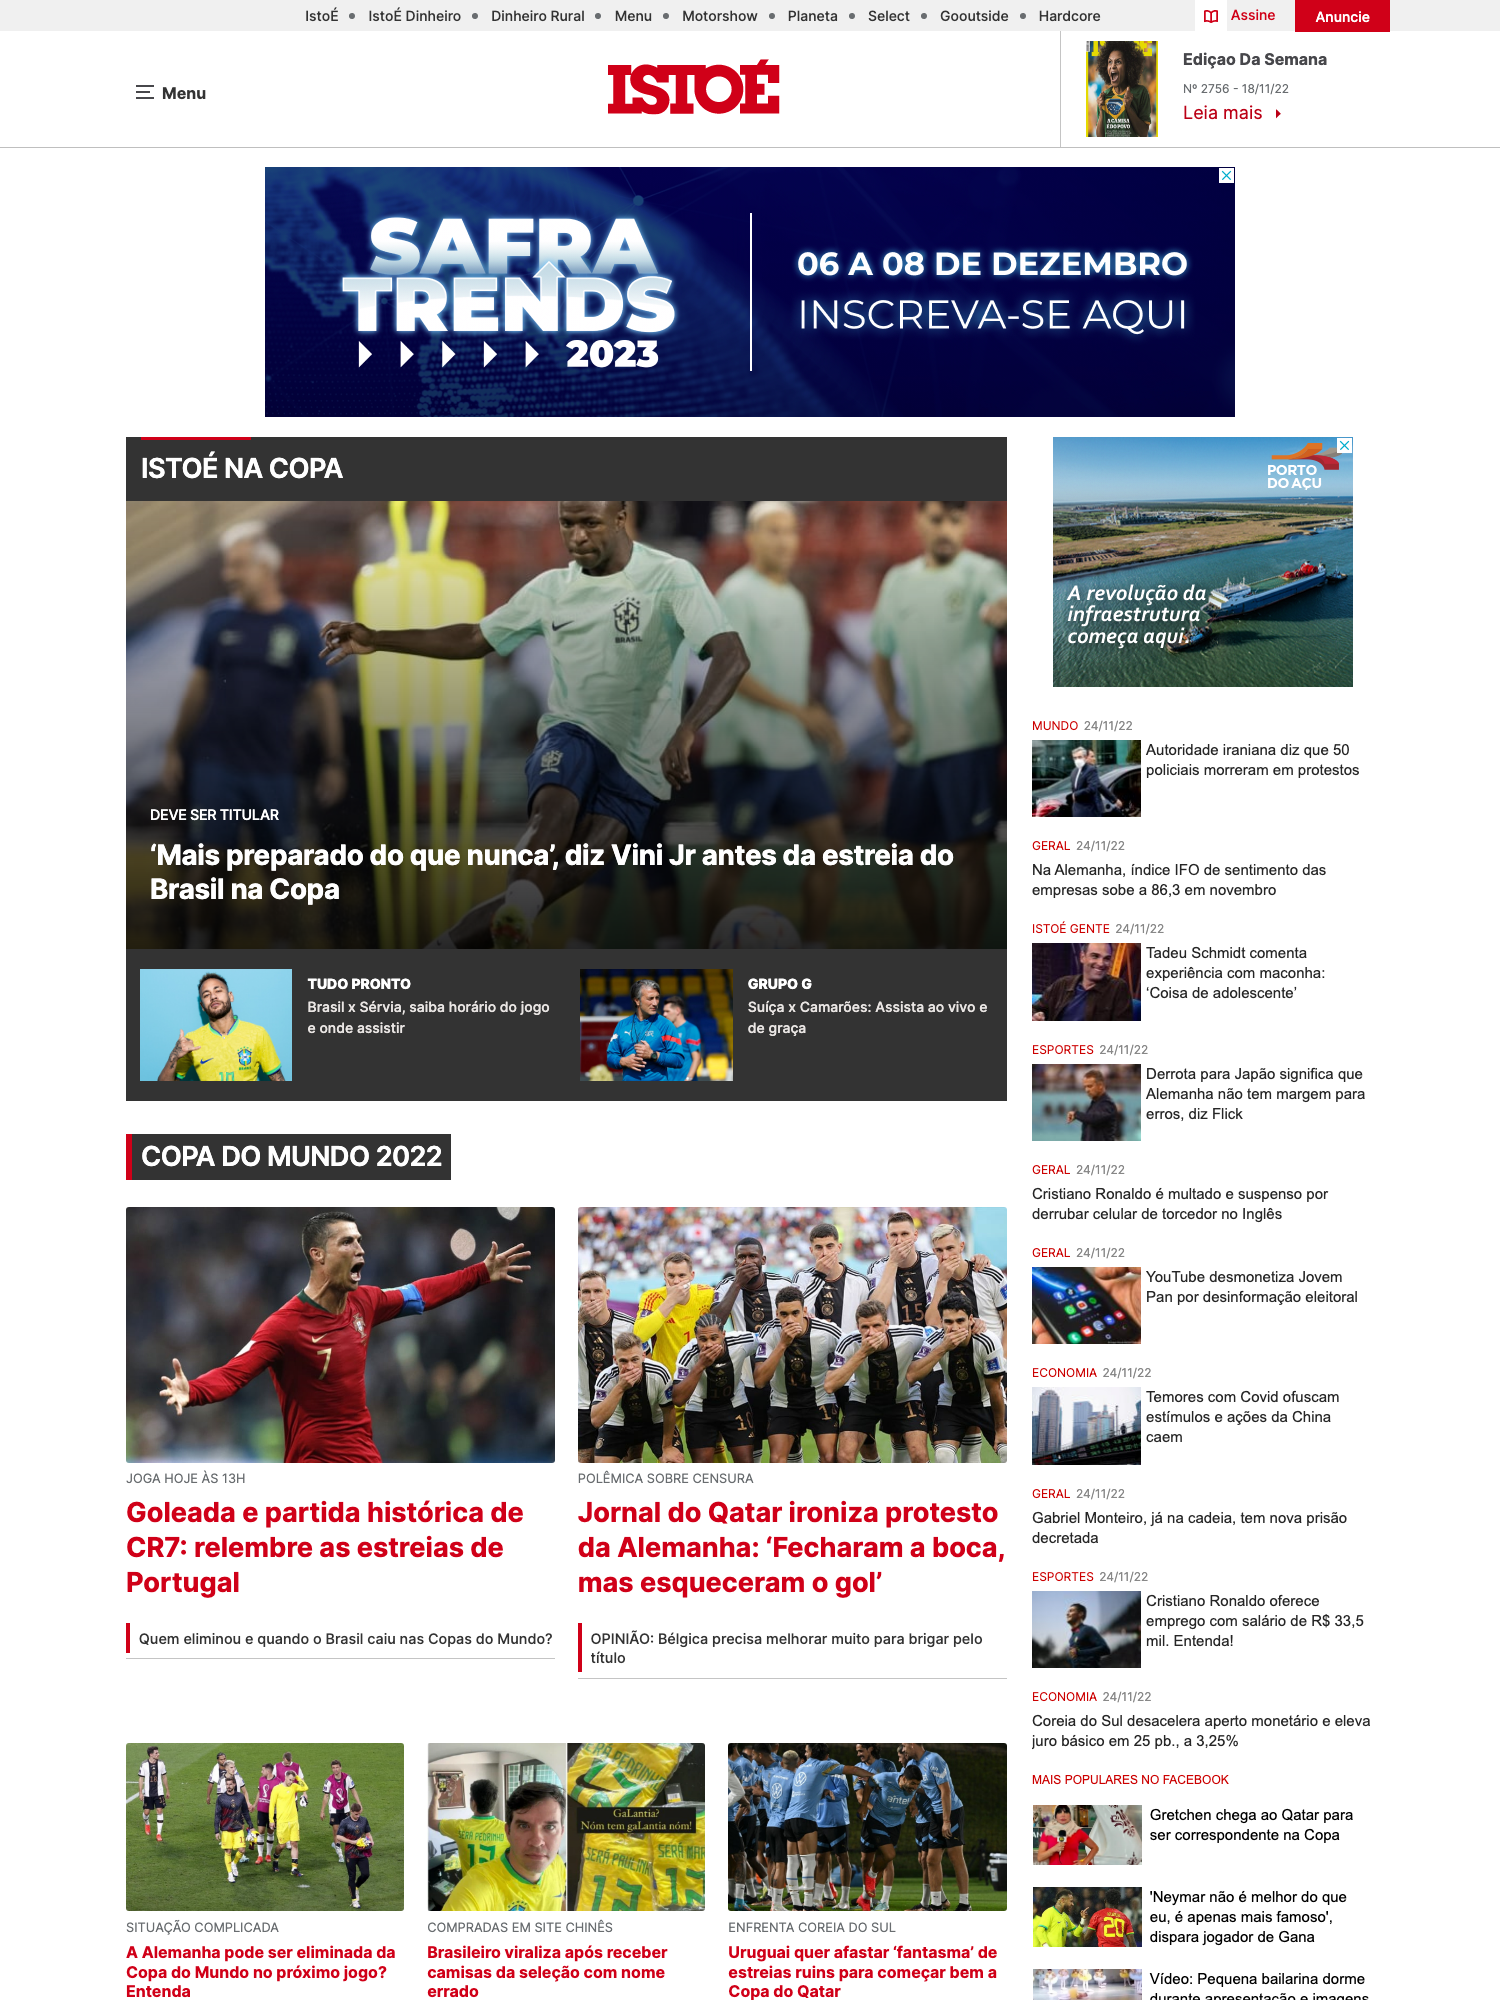 IstoÉ • IstoÉ Dinheiro • Dinheiro Rural • Menu • Motorshow • Planeta • Select • Gooutside • Hardcore
Assine
Anuncie
Menu
ISTOÉ
A CAMISA
É DO POVO
Ediçao Da Semana
Nº 2756 - 18/11/22
Leia mais
SAFRA
TRENDS
2023
06 A 08 DE DEZEMBRO
INSCREVA-SE AQUI
ISTOÉ NA COPA
BRASIL
DEVE SER TITULAR
‘Mais preparado do que nunca’, diz Vini Jr antes da estreia do
Brasil na Copa
TUDO PRONTO
Brasil x Sérvia, saiba horário do jogo
e onde assistir
GRUPO G
Suíça x Camarões: Assista ao vivo e
de graça
COPA DO MUNDO 2022
7
JOGA HOJE ÀS 13H
Goleada e partida histórica de
CR7: relembre as estreias de
Portugal
Quem eliminou e quando o Brasil caiu nas Copas do Mundo?
15
10
POLÊMICA SOBRE CENSURA
Jornal do Qatar ironiza protesto
da Alemanha: ‘Fecharam a boca,
mas esqueceram o gol’
OPINIÃO: Bélgica precisa melhorar muito para brigar pelo
título
SITUAÇÃO COMPLICADA
A Alemanha pode ser eliminada da
Copa do Mundo no próximo jogo?
Entenda
SERÁ PEDRINHO
GaLantia?
Nóm tem gaLantia nóm!
COMPRADAS EM SITE CHINÊS
Brasileiro viraliza após receber
camisas da seleção com nome
errado
ENFRENTA COREIA DO SUL
Uruguai quer afastar ‘fantasma’ de
estreias ruins para começar bem a
Copa do Qatar
PORTO
DO AÇU
A revolução da
infraestrutura
começa aqui.
MUNDO 24/11/22
Autoridade iraniana diz que 50
policiais morreram em protestos
GERAL 24/11/22
Na Alemanha, índice IFO de sentimento das
empresas sobe a 86,3 em novembro
ISTOÉ GENTE 24/11/22
Tadeu Schmidt comenta
experiência com maconha:
‘Coisa de adolescente’
ESPORTES 24/11/22
Derrota para Japão significa que
Alemanha não tem margem para
erros, diz Flick
GERAL 24/11/22
Cristiano Ronaldo é multado e suspenso por
derrubar celular de torcedor no Inglês
GERAL 24/11/22
YouTube desmonetiza Jovem
Pan por desinformação eleitoral
ECONOMIA 24/11/22
Temores com Covid ofuscam
estímulos e ações da China
caem
GERAL 24/11/22
Gabriel Monteiro, já na cadeia, tem nova prisão
decretada
ESPORTES 24/11/22
Cristiano Ronaldo oferece
emprego com salário de R$ 33,5
mil. Entenda!
ECONOMIA 24/11/22
Coreia do Sul desacelera aperto monetário e eleva
juro básico em 25 pb., a 3,25%
MAIS POPULARES NO FACEBOOK
Gretchen chega ao Qatar para
ser correspondente na Copa
20
'Neymar não é melhor do que
eu, é apenas mais famoso',
dispara jogador de Gana
Vídeo: Pequena bailarina dorme
durante apresentação e imagens